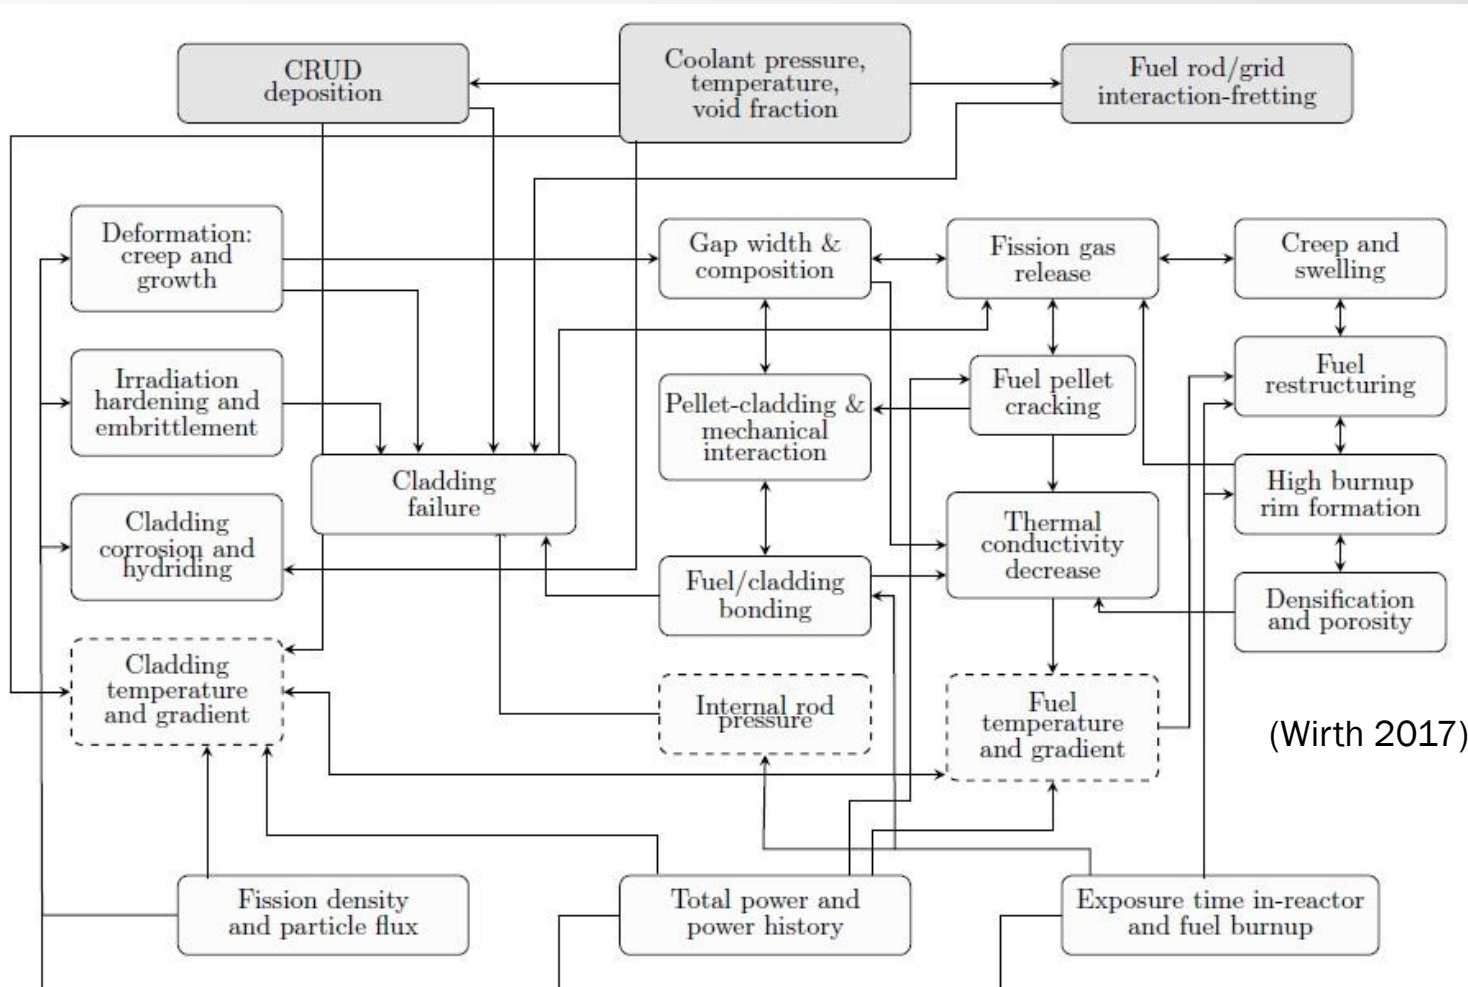 CRUD
deposition
Coolant pressure,
temperature,
void fraction
Fuel rod/grid
interaction-fretting
Deformation:
creep and
growth
Gap width &
composition
Fission gas
release
Creep and
swelling
Irradiation
hardening and
embrittlement
Pellet-cladding &
mechanical
interaction
Fuel pellet
cracking
Fuel
restructuring
Cladding
failure
High burnup
rim formation
Cladding
corrosion and
hydriding
Thermal
conductivity
decrease
Fuel/cladding
bonding
Densification
and porosity
Cladding
temperature
and gradient
Internal rod
pressure
Fuel
temperature
and gradient
(Wirth 2017)
Fission density
and particle flux
Total power and
power history
Exposure time in-reactor
and fuel burnup